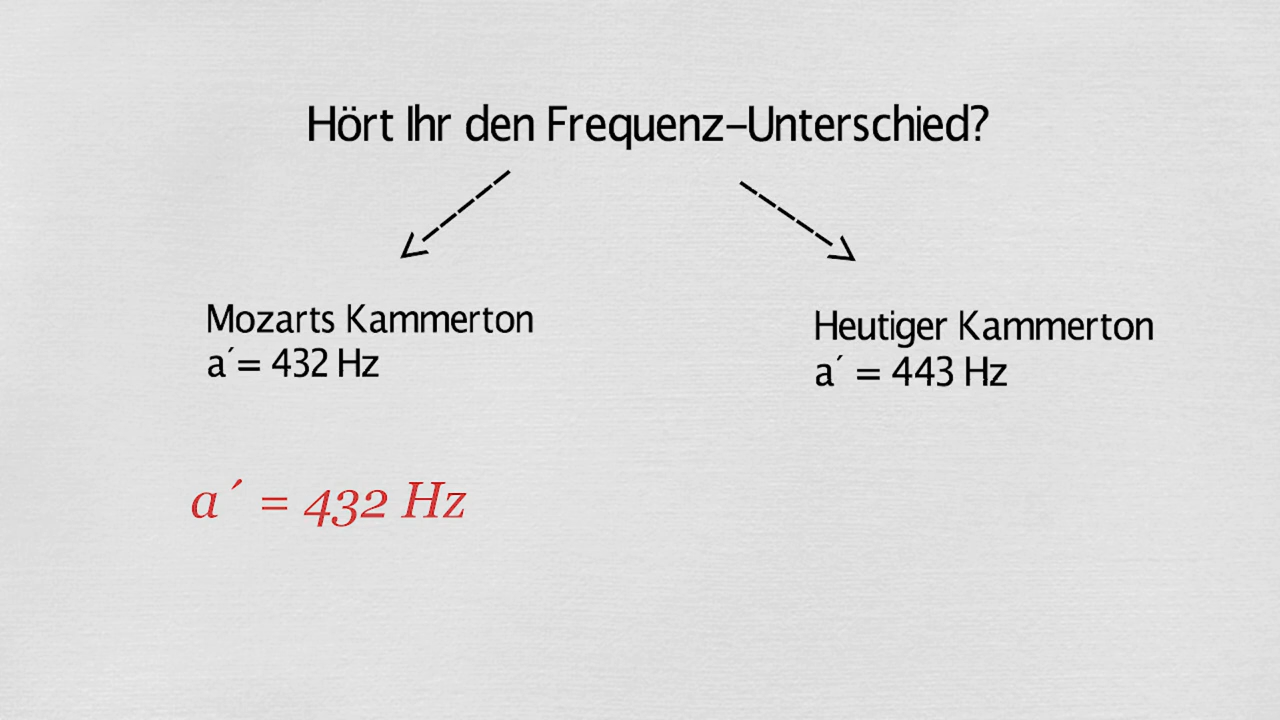 Hört Ihr den Frequenz-Unterschied?
Mozarts Kammerton
a´= 432 Hz
Heutiger Kammerton
a´ = 443 Hz
a´ = 432 Hz